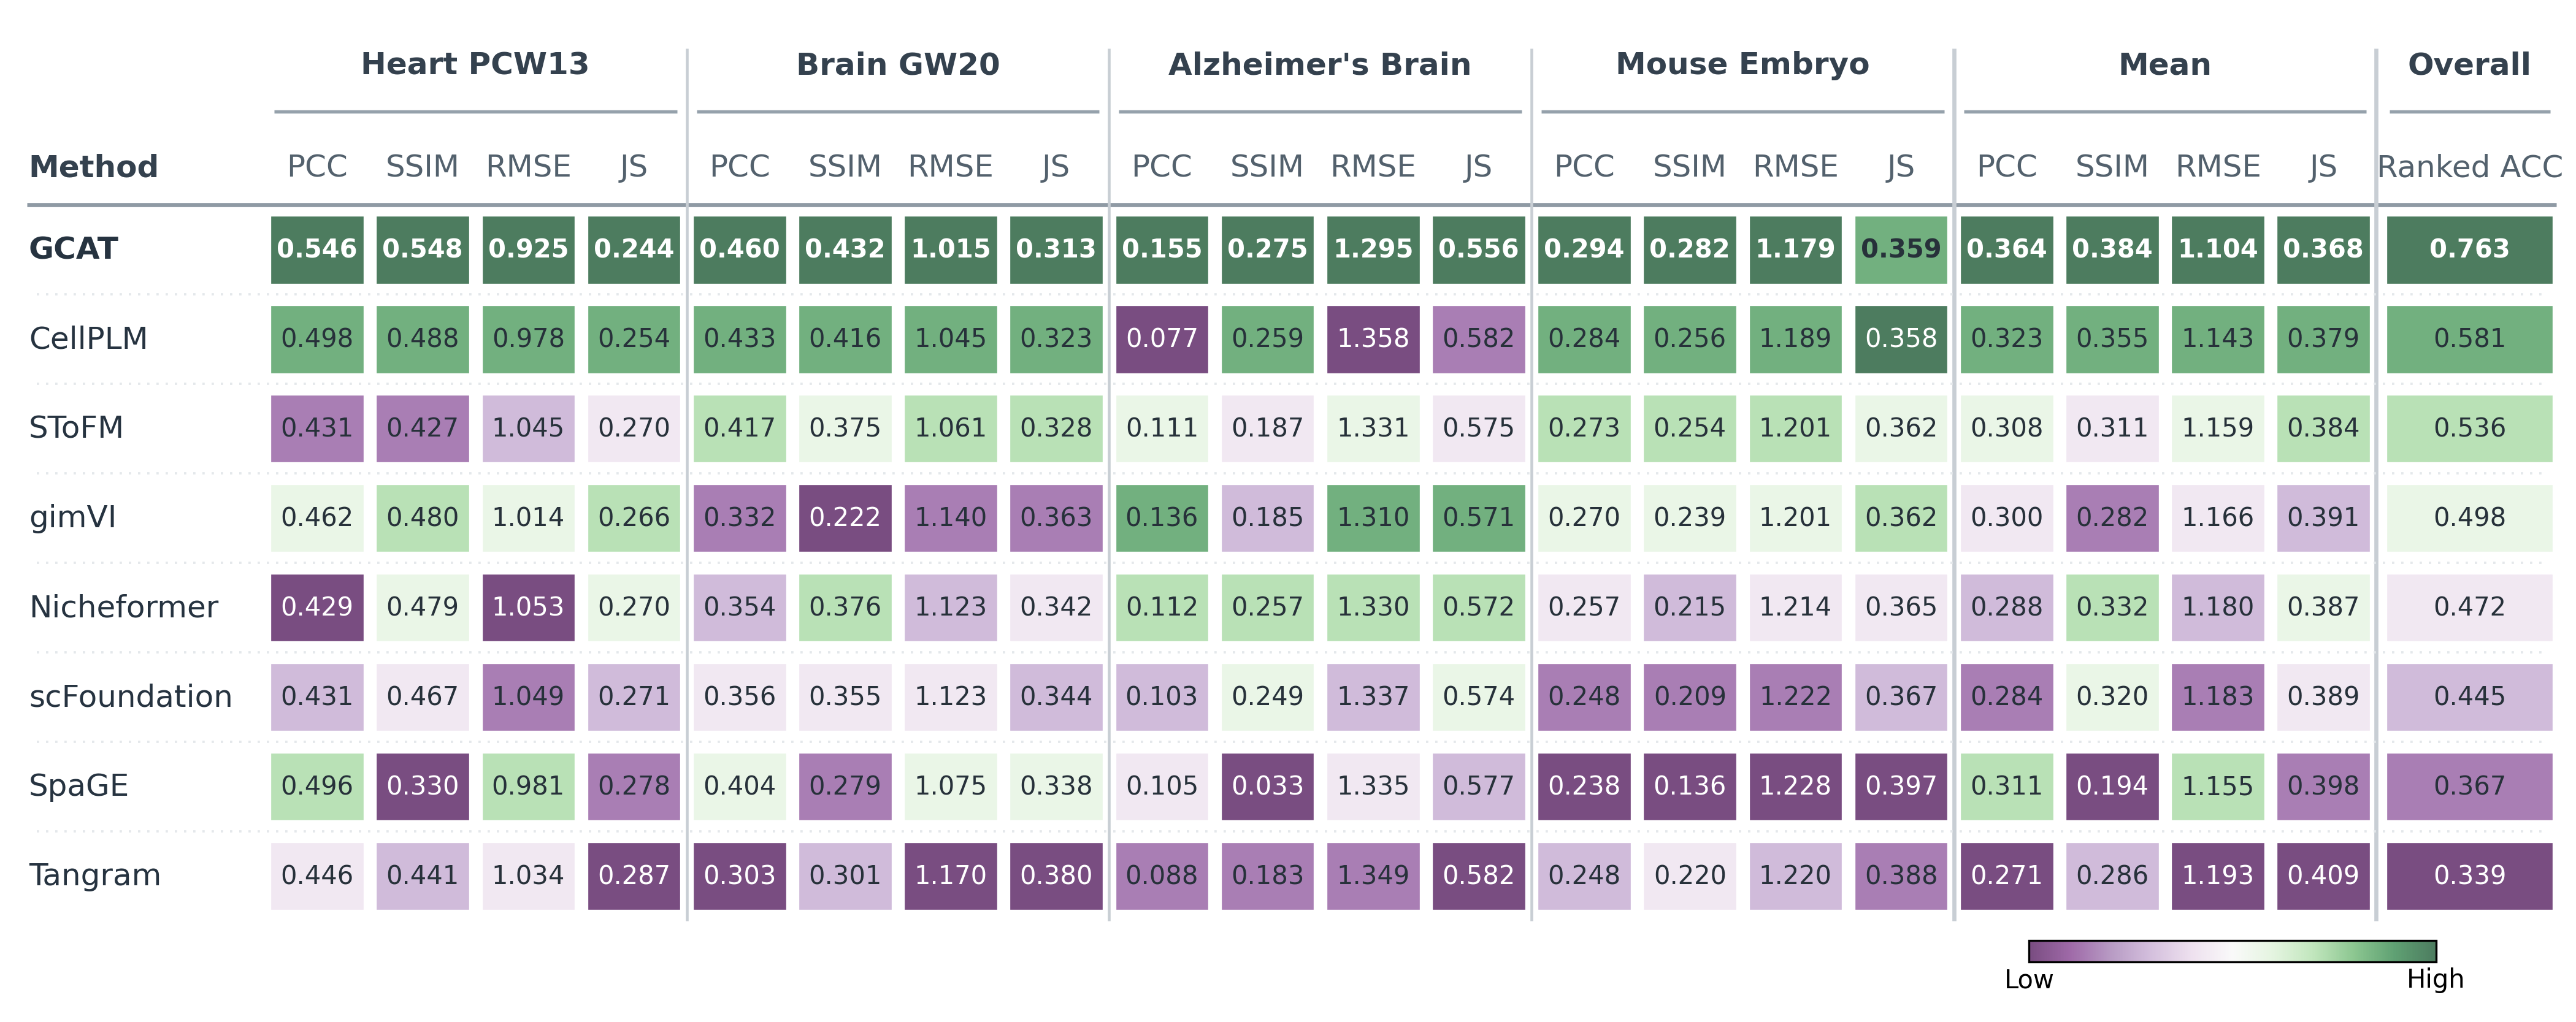 Heart PCW13 Brain GW20 Alzheimer's Brain Mouse Embryo Mean Overall
Method PCC SSIM RMSE JS PCC SSIM RMSE JS PCC SSIM RMSE JS PCC SSIM RMSE JS PCC SSIM RMSE JS Ranked ACC
GCAT 0.546 0.548 0.925 0.244 0.460 0.432 1.015 0.313 0.155 0.275 1.295 0.556 0.294 0.282 1.179 0.359 0.364 0.384 1.104 0.368 0.763
CellPLM 0.498 0.488 0.978 0.254 0.433 0.416 1.045 0.323 0.077 0.259 1.358 0.582 0.284 0.256 1.189 0.358 0.323 0.355 1.143 0.379 0.581
SToFM 0.431 0.427 1.045 0.270 0.417 0.375 1.061 0.328 0.111 0.187 1.331 0.575 0.273 0.254 1.201 0.362 0.308 0.311 1.159 0.384 0.536
gimVI 0.462 0.480 1.014 0.266 0.332 0.222 1.140 0.363 0.136 0.185 1.310 0.571 0.270 0.239 1.201 0.362 0.300 0.282 1.166 0.391 0.498
Nicheformer 0.429 0.479 1.053 0.270 0.354 0.376 1.123 0.342 0.112 0.257 1.330 0.572 0.257 0.215 1.214 0.365 0.288 0.332 1.180 0.387 0.472
scFoundation 0.431 0.467 1.049 0.271 0.356 0.355 1.123 0.344 0.103 0.249 1.337 0.574 0.248 0.209 1.222 0.367 0.284 0.320 1.183 0.389 0.445
SpaGE 0.496 0.330 0.981 0.278 0.404 0.279 1.075 0.338 0.105 0.033 1.335 0.577 0.238 0.136 1.228 0.397 0.311 0.194 1.155 0.398 0.367
Tangram 0.446 0.441 1.034 0.287 0.303 0.301 1.170 0.380 0.088 0.183 1.349 0.582 0.248 0.220 1.220 0.388 0.271 0.286 1.193 0.409 0.339
Low High